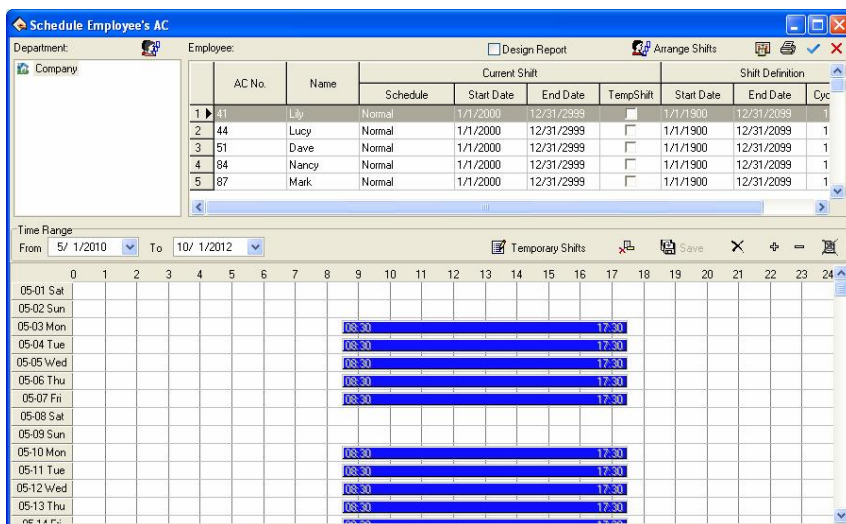 Schedule Employee's AC
Department: Employee: Design Report Arrange Shifts
Company
AC No. Name Current Shift Shift Definition
Schedule Start Date End Date TempShift Start Date End Date Cyc
1 41 Lily Normal 1/1/2000 12/31/2999 1/1/1900 12/31/2999 1
2 44 Lucy Normal 1/1/2000 12/31/2999 1/1/1900 12/31/2999 1
3 51 Dave Normal 1/1/2000 12/31/2999 1/1/1900 12/31/2999 1
4 84 Nancy Normal 1/1/2000 12/31/2999 1/1/1900 12/31/2999 1
5 87 Mark Normal 1/1/2000 12/31/2999 1/1/1900 12/31/2999 1
Time Range
From 5/ 1/2010 To 10/ 1/2012 Temporary Shifts Save
0 1 2 3 4 5 6 7 8 9 10 11 12 13 14 15 16 17 18 19 20 21 22 23 24
05-01 Sat
05-02 Sun
05-03 Mon 08:30 17:30
05-04 Tue 08:30 17:30
05-05 Wed 08:30 17:30
05-06 Thu 08:30 17:30
05-07 Fri 08:30 17:30
05-08 Sat
05-09 Sun
05-10 Mon 08:30 17:30
05-11 Tue 08:30 17:30
05-12 Wed 08:30 17:30
05-13 Thu 08:30 17:30